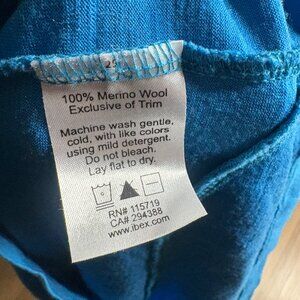 100% Merino Wool
Exclusive of Trim
Machine wash gentle,
cold, with like colors
using mild detergent.
Do not bleach.
Lay flat to dry.
RN# 115719
CA# 294388
www.ibex.com